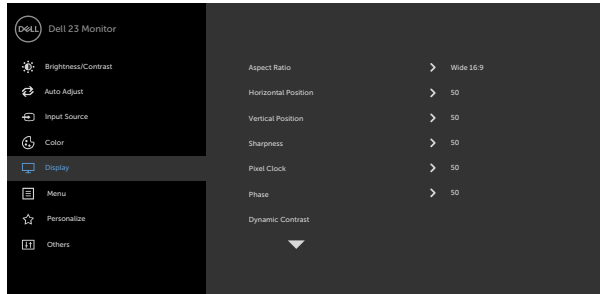 DELL Dell 23 Monitor
Brightness/Contrast
Auto Adjust
Input Source
Color
Display
Menu
Personalize
Others
Aspect Ratio Wide 16:9
Horizontal Position 50
Vertical Position 50
Sharpness 50
Pixel Clock 50
Phase 50
Dynamic Contrast